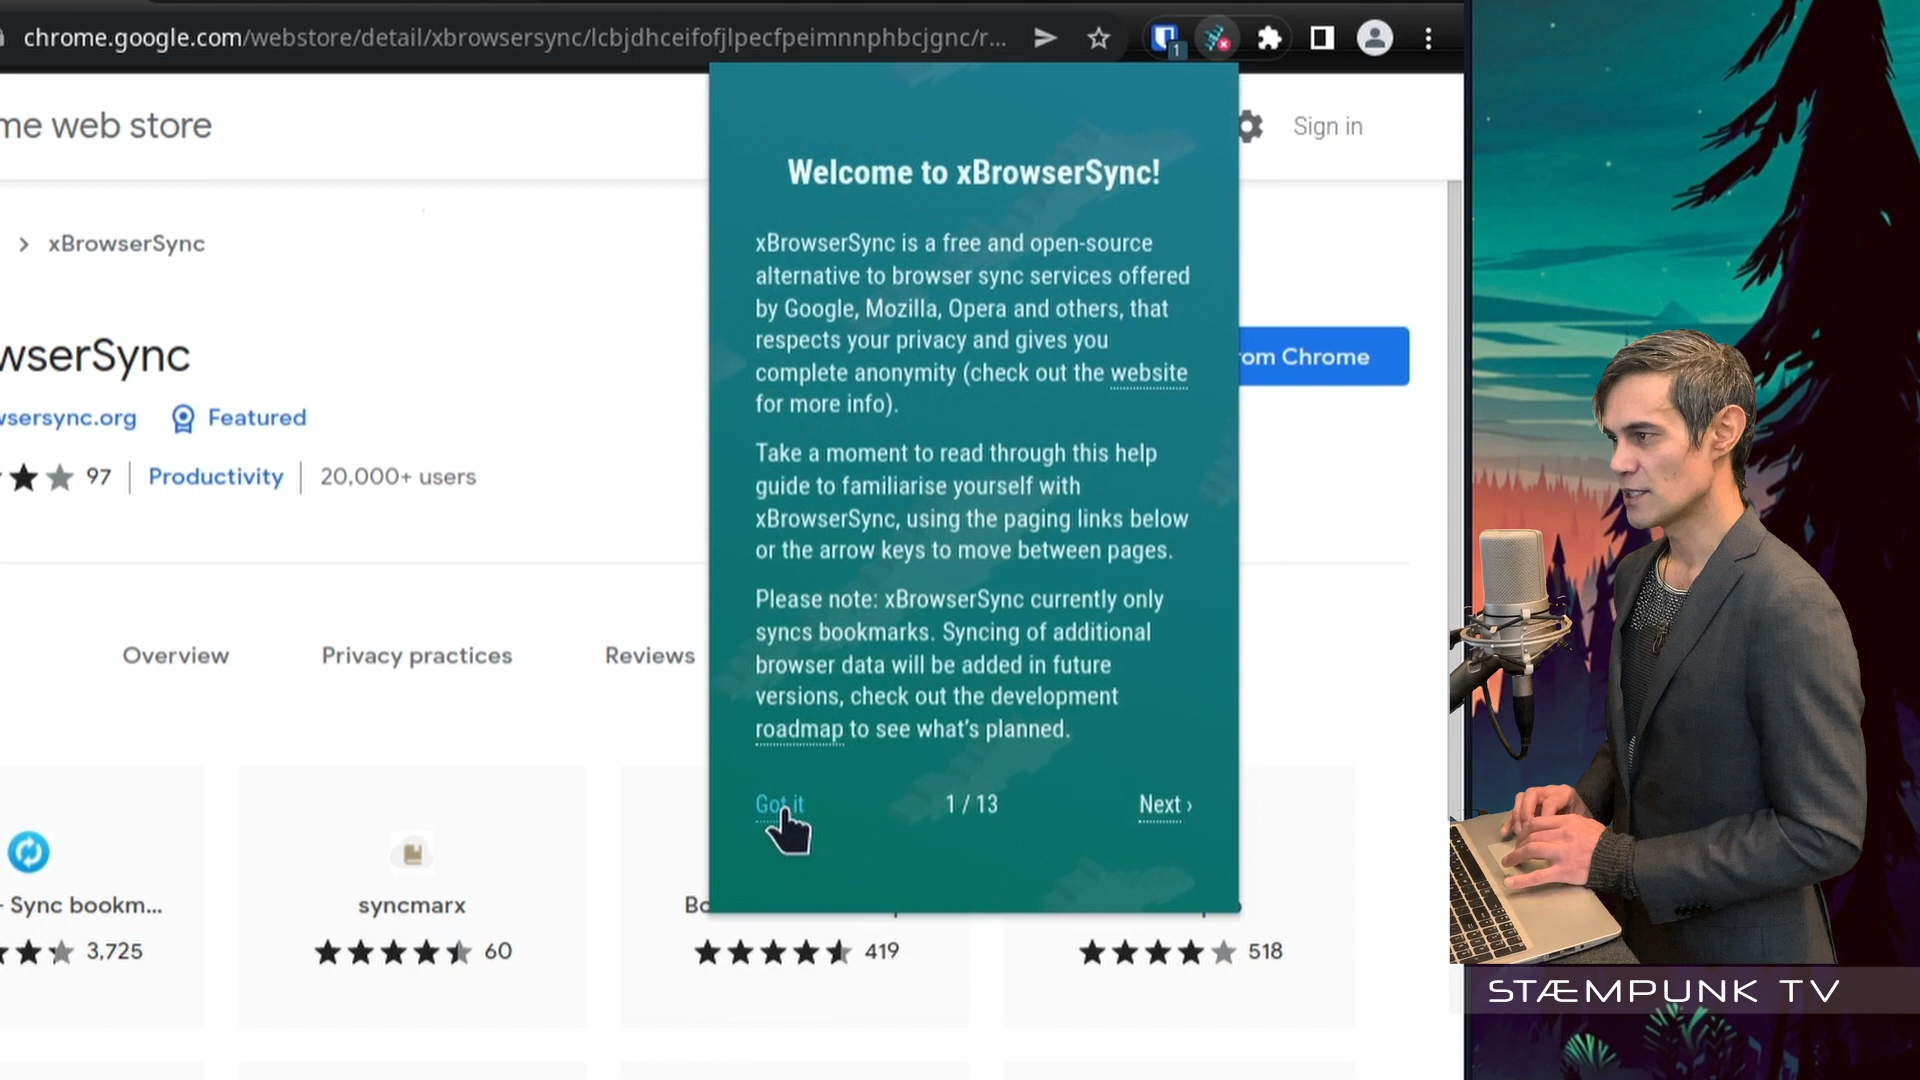 chrome.google.com/webstore/detail/xbrowsersync/lcbjdhceifofjlpecfpeimnnphbcjgnc/r...
1
me web store
Sign in
xBrowserSync
wserSync
om Chrome
wsersync.org
Featured
97
Productivity
20,000+ users
Overview
Privacy practices
Reviews
Welcome to xBrowserSync!
xBrowserSync is a free and open-source
alternative to browser sync services offered
by Google, Mozilla, Opera and others, that
respects your privacy and gives you
complete anonymity (check out the website
for more info).
Take a moment to read through this help
guide to familiarise yourself with
xBrowserSync, using the paging links below
or the arrow keys to move between pages.
Please note: xBrowserSync currently only
syncs bookmarks. Syncing of additional
browser data will be added in future
versions, check out the development
roadmap to see what's planned.
Got it
1 / 13
Next ›
- Sync bookm...
3,725
syncmarx
60
419
518
STÆMPUNK TV